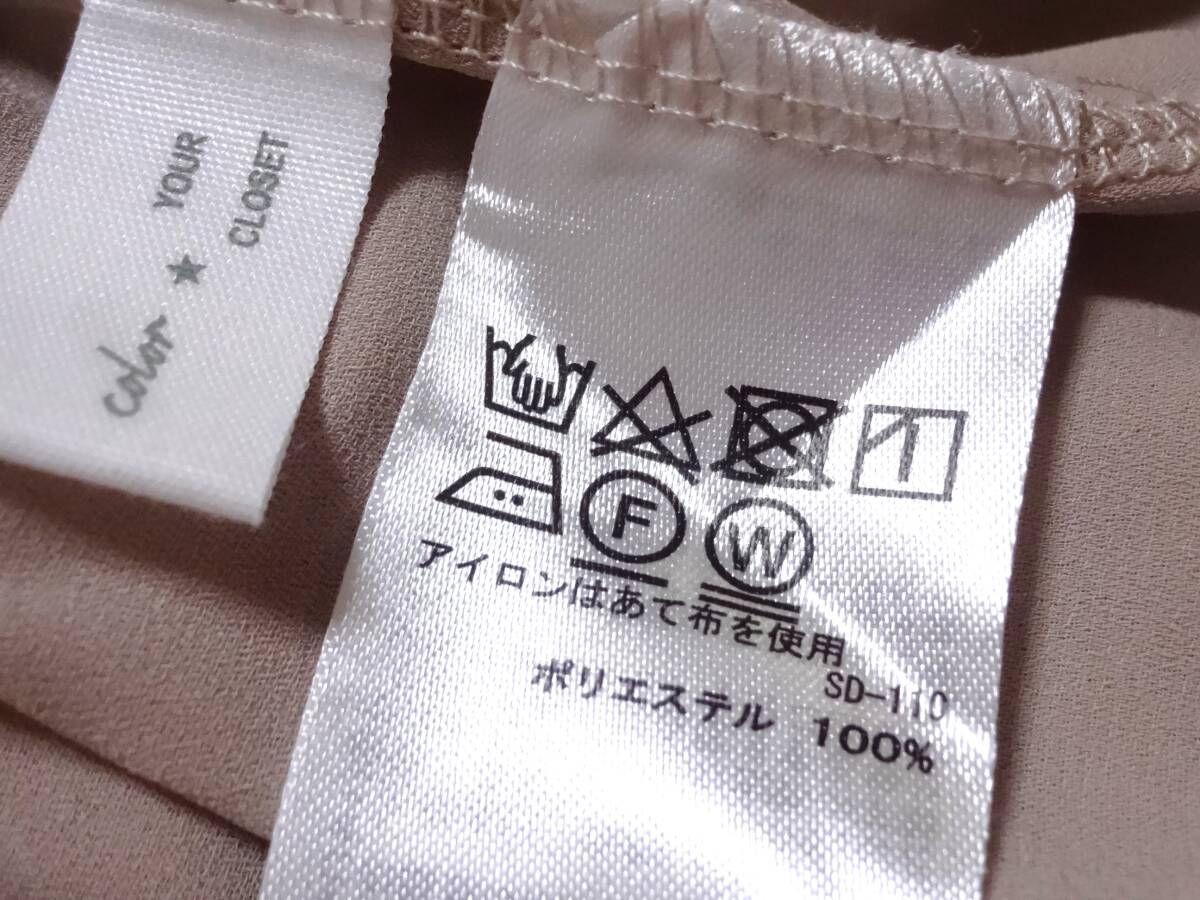 color ★ YOUR
CLOSET
F
W
アイロンはあて布を使用
SD-110
ポリエステル 100%